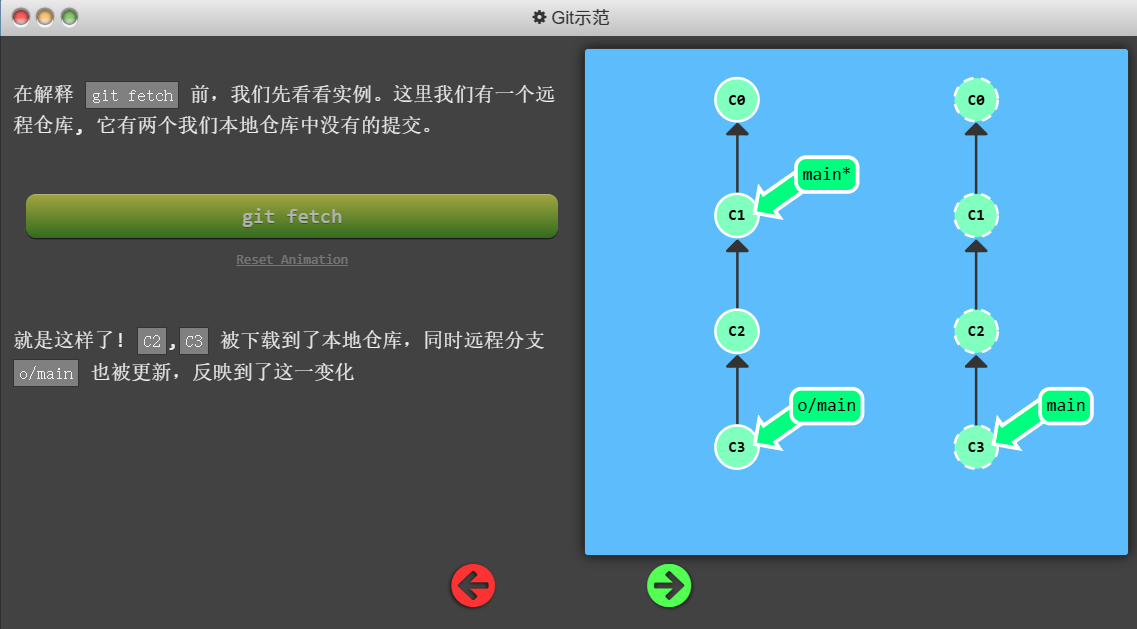 Git示范
在解释 git fetch 前，我们先看看实例。这里我们有一个远
程仓库, 它有两个我们本地仓库中没有的提交。
git fetch
Reset Animation
就是这样了! C2,C3 被下载到了本地仓库，同时远程分支
o/main 也被更新，反映到了这一变化
C0
C0
main*
C1
C1
C2
C2
o/main
main
C3
C3